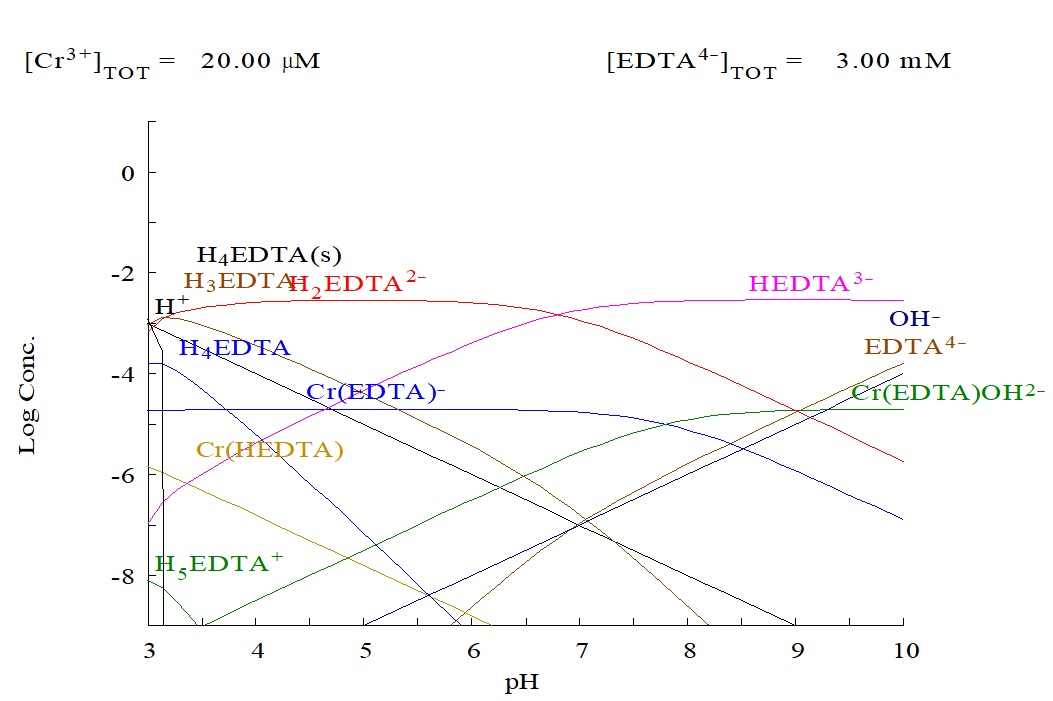 [Cr³⁺]TOT = 20.00 μM [EDTA⁴⁻]TOT = 3.00 mM
0
-2
-4
-6
-8
Log Conc.
H₄EDTA(s)
H₃EDTA⁻
H₂EDTA²⁻
HEDTA³⁻
H⁺
OH⁻
H₄EDTA
EDTA⁴⁻
Cr(EDTA)⁻
Cr(EDTA)OH²⁻
Cr(HEDTA)
H₅EDTA⁺
3 4 5 6 7 8 9 10
pH